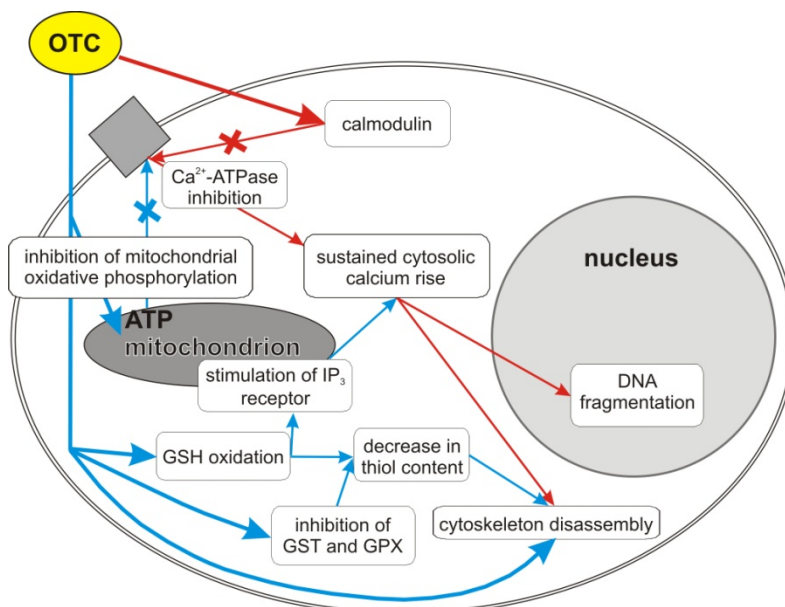 OTC
calmodulin
Ca²⁺-ATPase
inhibition
inhibition of mitochondrial
oxidative phosphorylation
sustained cytosolic
calcium rise
nucleus
ATP
mitochondrion
stimulation of IP₃
receptor
DNA
fragmentation
GSH oxidation
decrease in
thiol content
inhibition of
GST and GPX
cytoskeleton disassembly